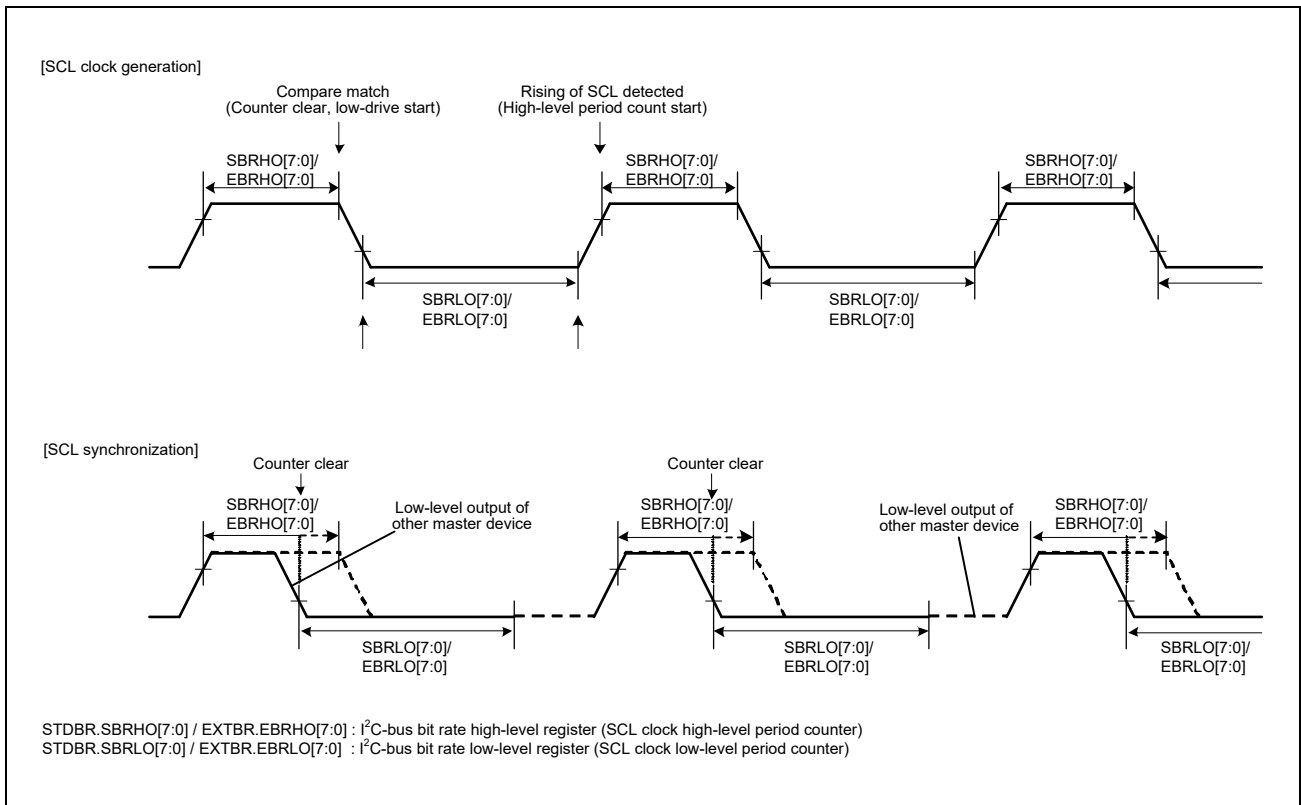 [SCL clock generation]
Compare match
(Counter clear, low-drive start)
Rising of SCL detected
(High-level period count start)
SBRHO[7:0]/
EBRHO[7:0]
SBRHO[7:0]/
EBRHO[7:0]
SBRHO[7:0]/
EBRHO[7:0]
SBRLO[7:0]/
EBRLO[7:0]
SBRLO[7:0]/
EBRLO[7:0]
[SCL synchronization]
Counter clear
Counter clear
SBRHO[7:0]/
EBRHO[7:0]
Low-level output of
other master device
SBRHO[7:0]/
EBRHO[7:0]
Low-level output of
other master device
SBRHO[7:0]/
EBRHO[7:0]
SBRLO[7:0]/
EBRLO[7:0]
SBRLO[7:0]/
EBRLO[7:0]
SBRLO[7:0]/
EBRLO[7:0]
STDBR.SBRHO[7:0] / EXTBR.EBRHO[7:0] : I²C-bus bit rate high-level register (SCL clock high-level period counter)
STDBR.SBRLO[7:0] / EXTBR.EBRLO[7:0] : I²C-bus bit rate low-level register (SCL clock low-level period counter)